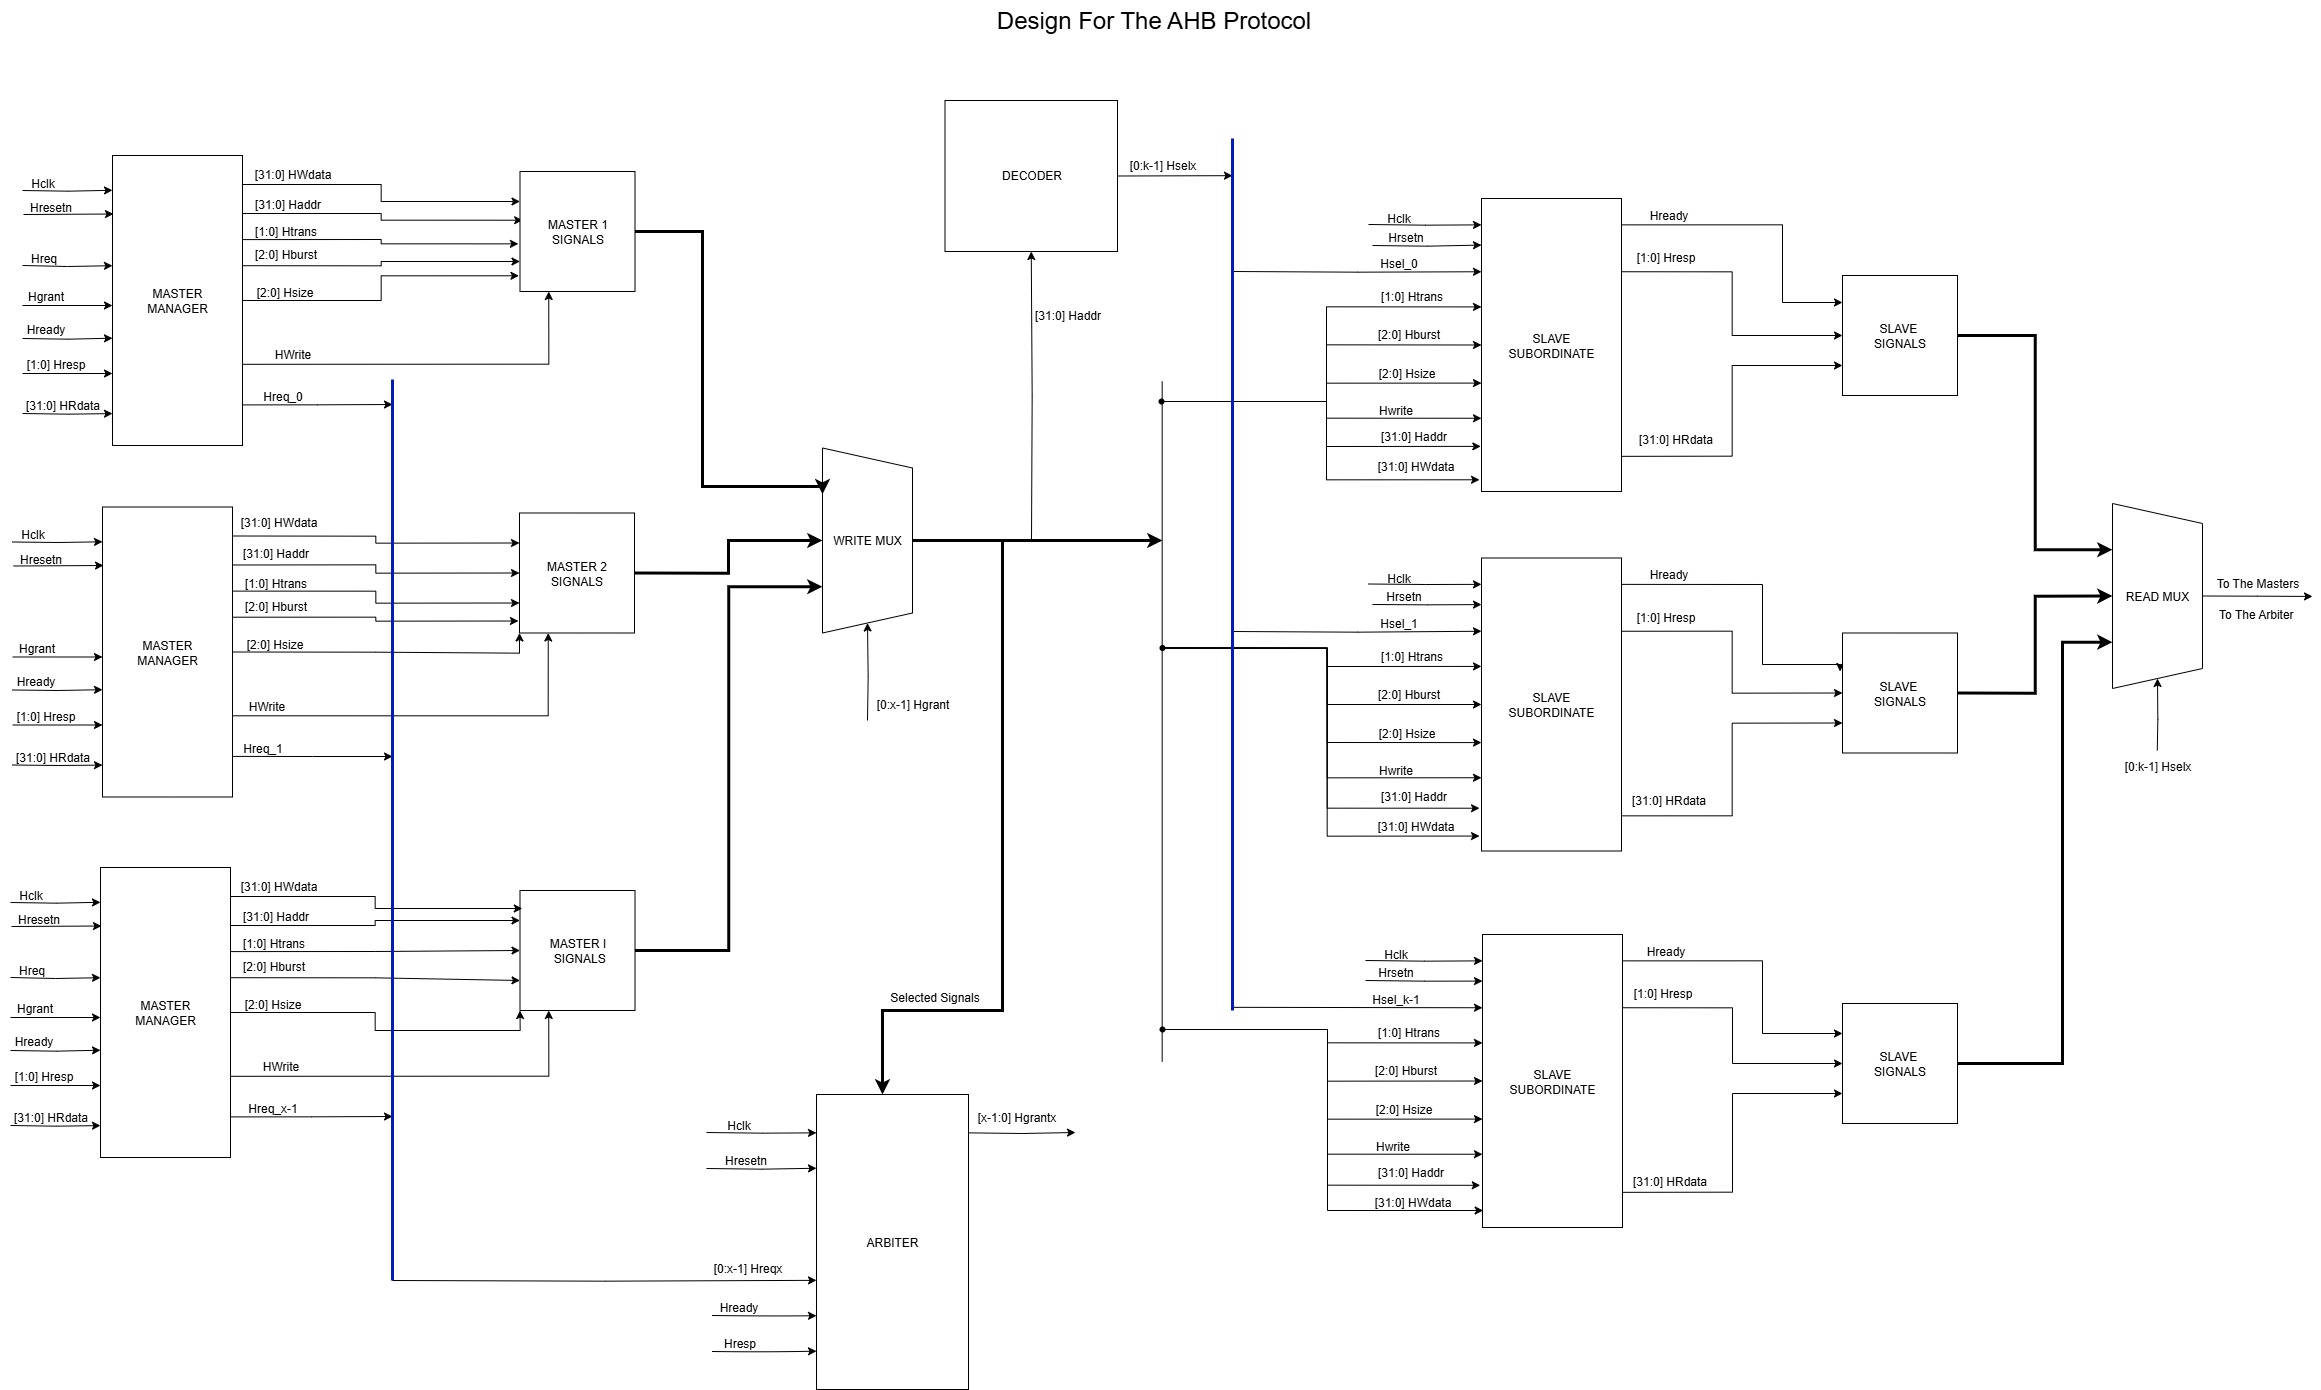 Design For The AHB Protocol
Hclk
Hresetn
Hreq
Hgrant
Hready
[1:0] Hresp
[31:0] HRdata
MASTER
MANAGER
[31:0] HWdata
[31:0] Haddr
[1:0] Htrans
[2:0] Hburst
[2:0] Hsize
HWrite
Hreq_0
MASTER 1
SIGNALS
Hclk
Hresetn
Hgrant
Hready
[1:0] Hresp
[31:0] HRdata
MASTER
MANAGER
[31:0] HWdata
[31:0] Haddr
[1:0] Htrans
[2:0] Hburst
[2:0] Hsize
HWrite
Hreq_1
MASTER 2
SIGNALS
Hclk
Hresetn
Hreq
Hgrant
Hready
[1:0] Hresp
[31:0] HRdata
MASTER
MANAGER
[31:0] HWdata
[31:0] Haddr
[1:0] Htrans
[2:0] Hburst
[2:0] Hsize
HWrite
Hreq_x-1
MASTER I
SIGNALS
WRITE MUX
[0:x-1] Hgrant
DECODER
[0:k-1] Hselx
[31:0] Haddr
Selected Signals
Hclk
Hresetn
[0:x-1] Hreqx
Hready
Hresp
ARBITER
[x-1:0] Hgrantx
Hclk
Hrsetn
Hsel_0
[1:0] Htrans
[2:0] Hburst
[2:0] Hsize
Hwrite
[31:0] Haddr
[31:0] HWdata
SLAVE
SUBORDINATE
Hready
[1:0] Hresp
[31:0] HRdata
SLAVE
SIGNALS
Hclk
Hrsetn
Hsel_1
[1:0] Htrans
[2:0] Hburst
[2:0] Hsize
Hwrite
[31:0] Haddr
[31:0] HWdata
SLAVE
SUBORDINATE
Hready
[1:0] Hresp
[31:0] HRdata
SLAVE
SIGNALS
Hclk
Hrsetn
Hsel_k-1
[1:0] Htrans
[2:0] Hburst
[2:0] Hsize
Hwrite
[31:0] Haddr
[31:0] HWdata
SLAVE
SUBORDINATE
Hready
[1:0] Hresp
[31:0] HRdata
SLAVE
SIGNALS
READ MUX
To The Masters
To The Arbiter
[0:k-1] Hselx